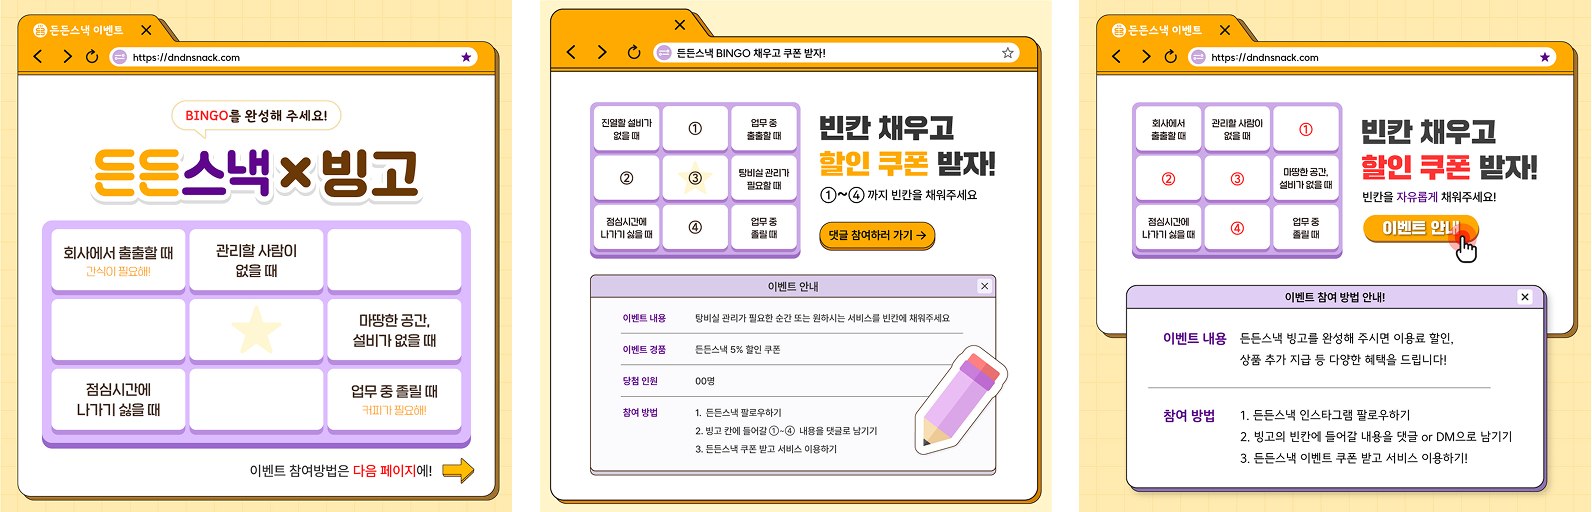 든든스낵 이벤트
https://dndnsnack.com
BINGO를 완성해 주세요!
든든스낵×빙고
회사에서 출출할 때
간식이 필요해!
관리할 사람이
없을 때
마땅한 공간,
설비가 없을 때
점심시간에
나가기 싫을 때
업무 중 졸릴 때
커피가 필요해!
이벤트 참여방법은 다음 페이지에!
든든스낵 BINGO 채우고 쿠폰 받자!
진열할 설비가
없을 때
①
업무 중
출출할 때
②
③
탕비실 관리가
필요할 때
점심시간에
나가기 싫을 때
④
업무 중
졸릴 때
빈칸 채우고
할인 쿠폰 받자!
①~④ 까지 빈칸을 채워주세요
댓글 참여하러 가기 →
이벤트 안내
이벤트 내용 탕비실 관리가 필요한 순간 또는 원하시는 서비스를 빈칸에 채워주세요
이벤트 경품 든든스낵 5% 할인 쿠폰
당첨 인원 00명
참여 방법 1. 든든스낵 팔로우하기
2. 빙고 칸에 들어갈 ①~④ 내용을 댓글로 남기기
3. 든든스낵 쿠폰 받고 서비스 이용하기
든든스낵 이벤트
https://dndnsnack.com
회사에서
출출할 때
관리할 사람이
없을 때
①
②
③
마땅한 공간,
설비가 없을 때
점심시간에
나가기 싫을 때
④
업무 중
졸릴 때
빈칸 채우고
할인 쿠폰 받자!
빈칸을 자유롭게 채워주세요!
이벤트 안내
이벤트 참여 방법 안내!
이벤트 내용 든든스낵 빙고를 완성해 주시면 이용료 할인,
상품 추가 지급 등 다양한 혜택을 드립니다!
참여 방법 1. 든든스낵 인스타그램 팔로우하기
2. 빙고의 빈칸에 들어갈 내용을 댓글 or DM으로 남기기
3. 든든스낵 이벤트 쿠폰 받고 서비스 이용하기!